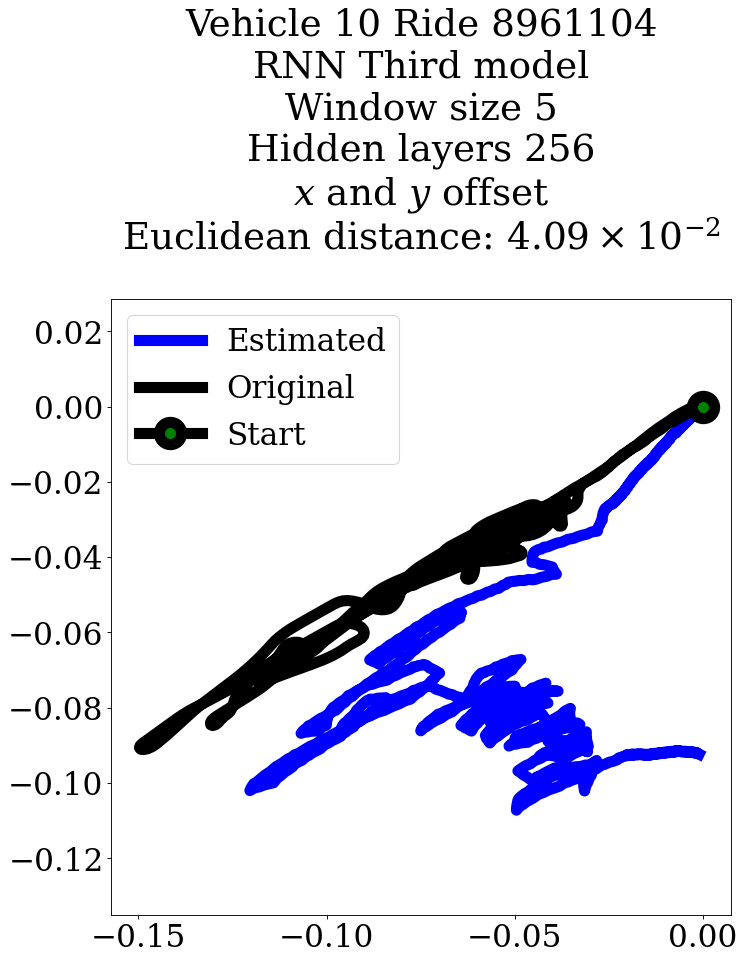 Vehicle 10 Ride 8961104
RNN Third model
Window size 5
Hidden layers 256
x and y offset
Euclidean distance: 4.09 × 10⁻²
Estimated
Original
Start
0.02
0.00
−0.02
−0.04
−0.06
−0.08
−0.10
−0.12
−0.15
−0.10
−0.05
0.00